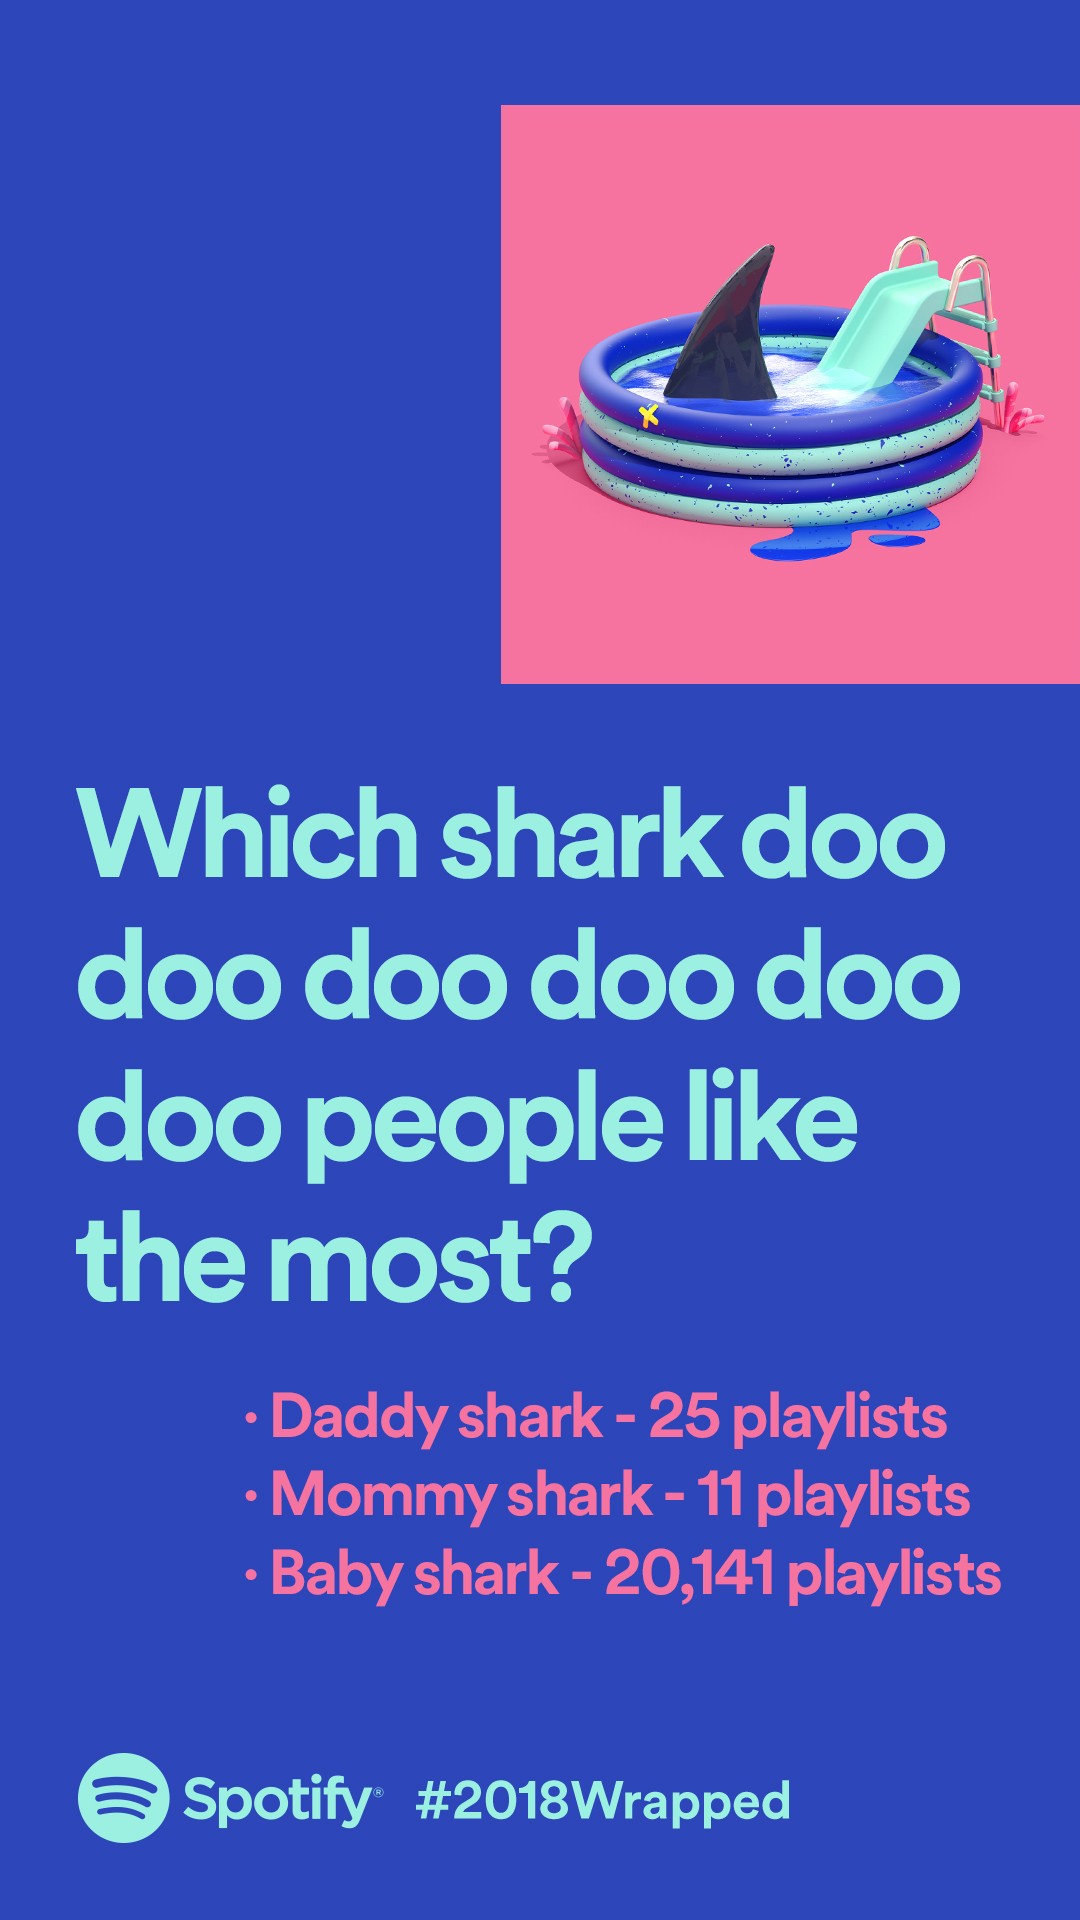 Which shark doo
doo doo doo doo
doo people like
the most?
· Daddy shark - 25 playlists
· Mommy shark - 11 playlists
· Baby shark - 20,141 playlists
Spotify® #2018Wrapped